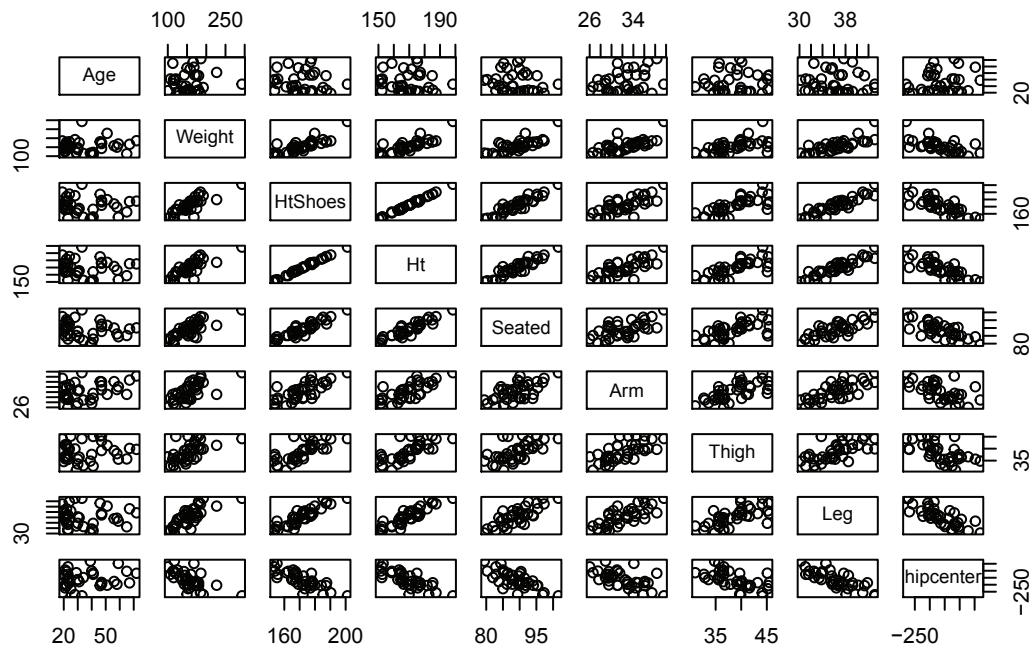 100 250 150 190 26 34 30 38
Age 20
100 Weight
HtShoes 160
150 Ht
Seated 80
26 Arm
Thigh 35
30 Leg
hipcenter −250
20 50 160 200 80 95 35 45 −250